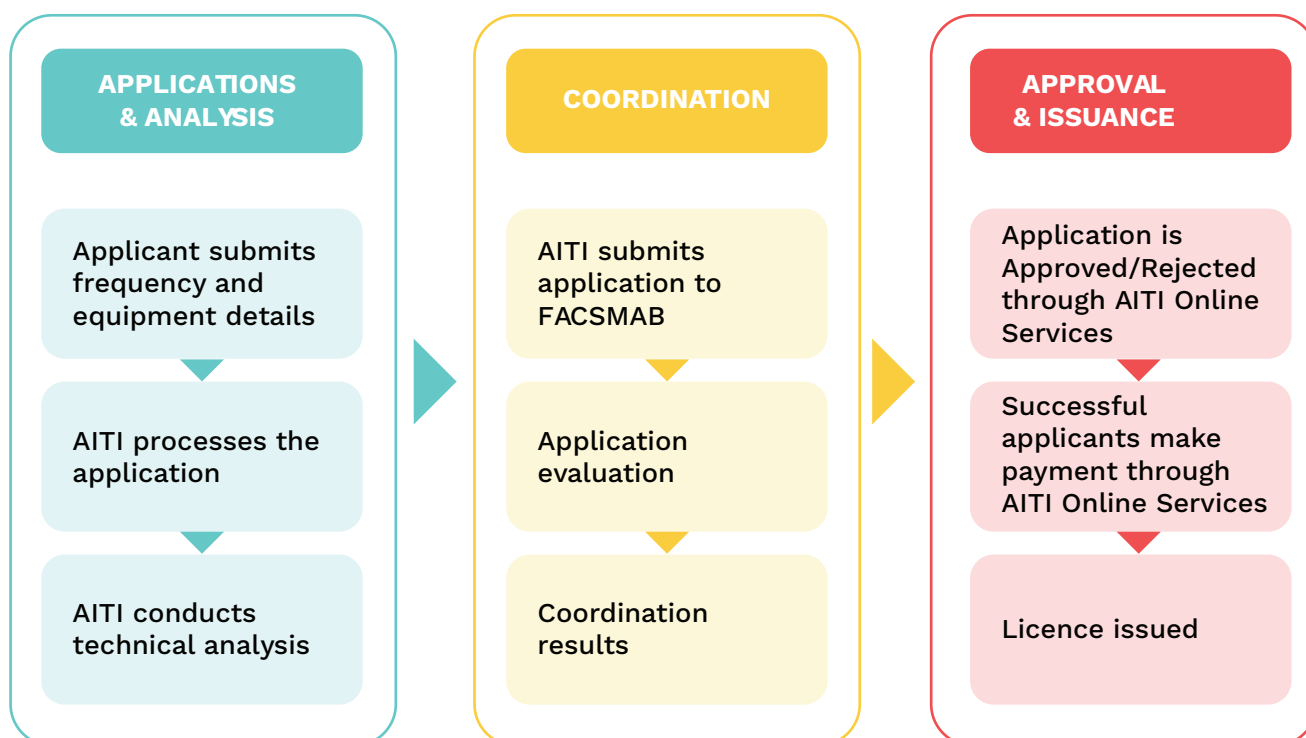 APPLICATIONS
& ANALYSIS
Applicant submits
frequency and
equipment details
AITI processes the
application
AITI conducts
technical analysis
COORDINATION
AITI submits
application to
FACSMAB
Application
evaluation
Coordination
results
APPROVAL
& ISSUANCE
Application is
Approved/Rejected
through AITI Online
Services
Successful
applicants make
payment through
AITI Online Services
Licence issued